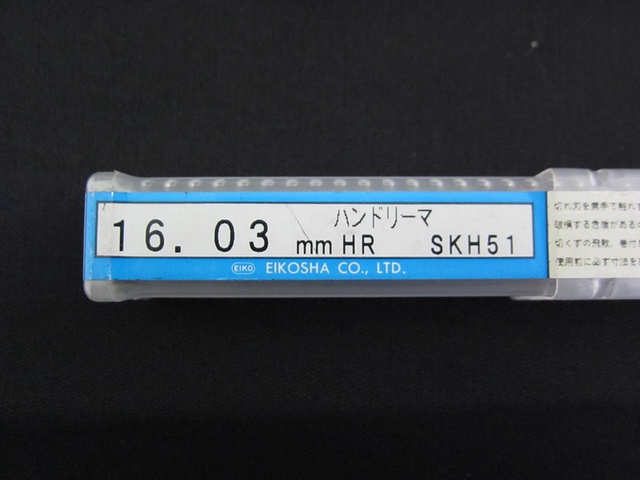 ハンドリーマ
16.03 mm HR SKH51
EIKO EIKOSHA CO., LTD.
切れ刃を素手で触れ
破損する危険がある
切くずの飛散、巻付
使用前に必ず寸法を